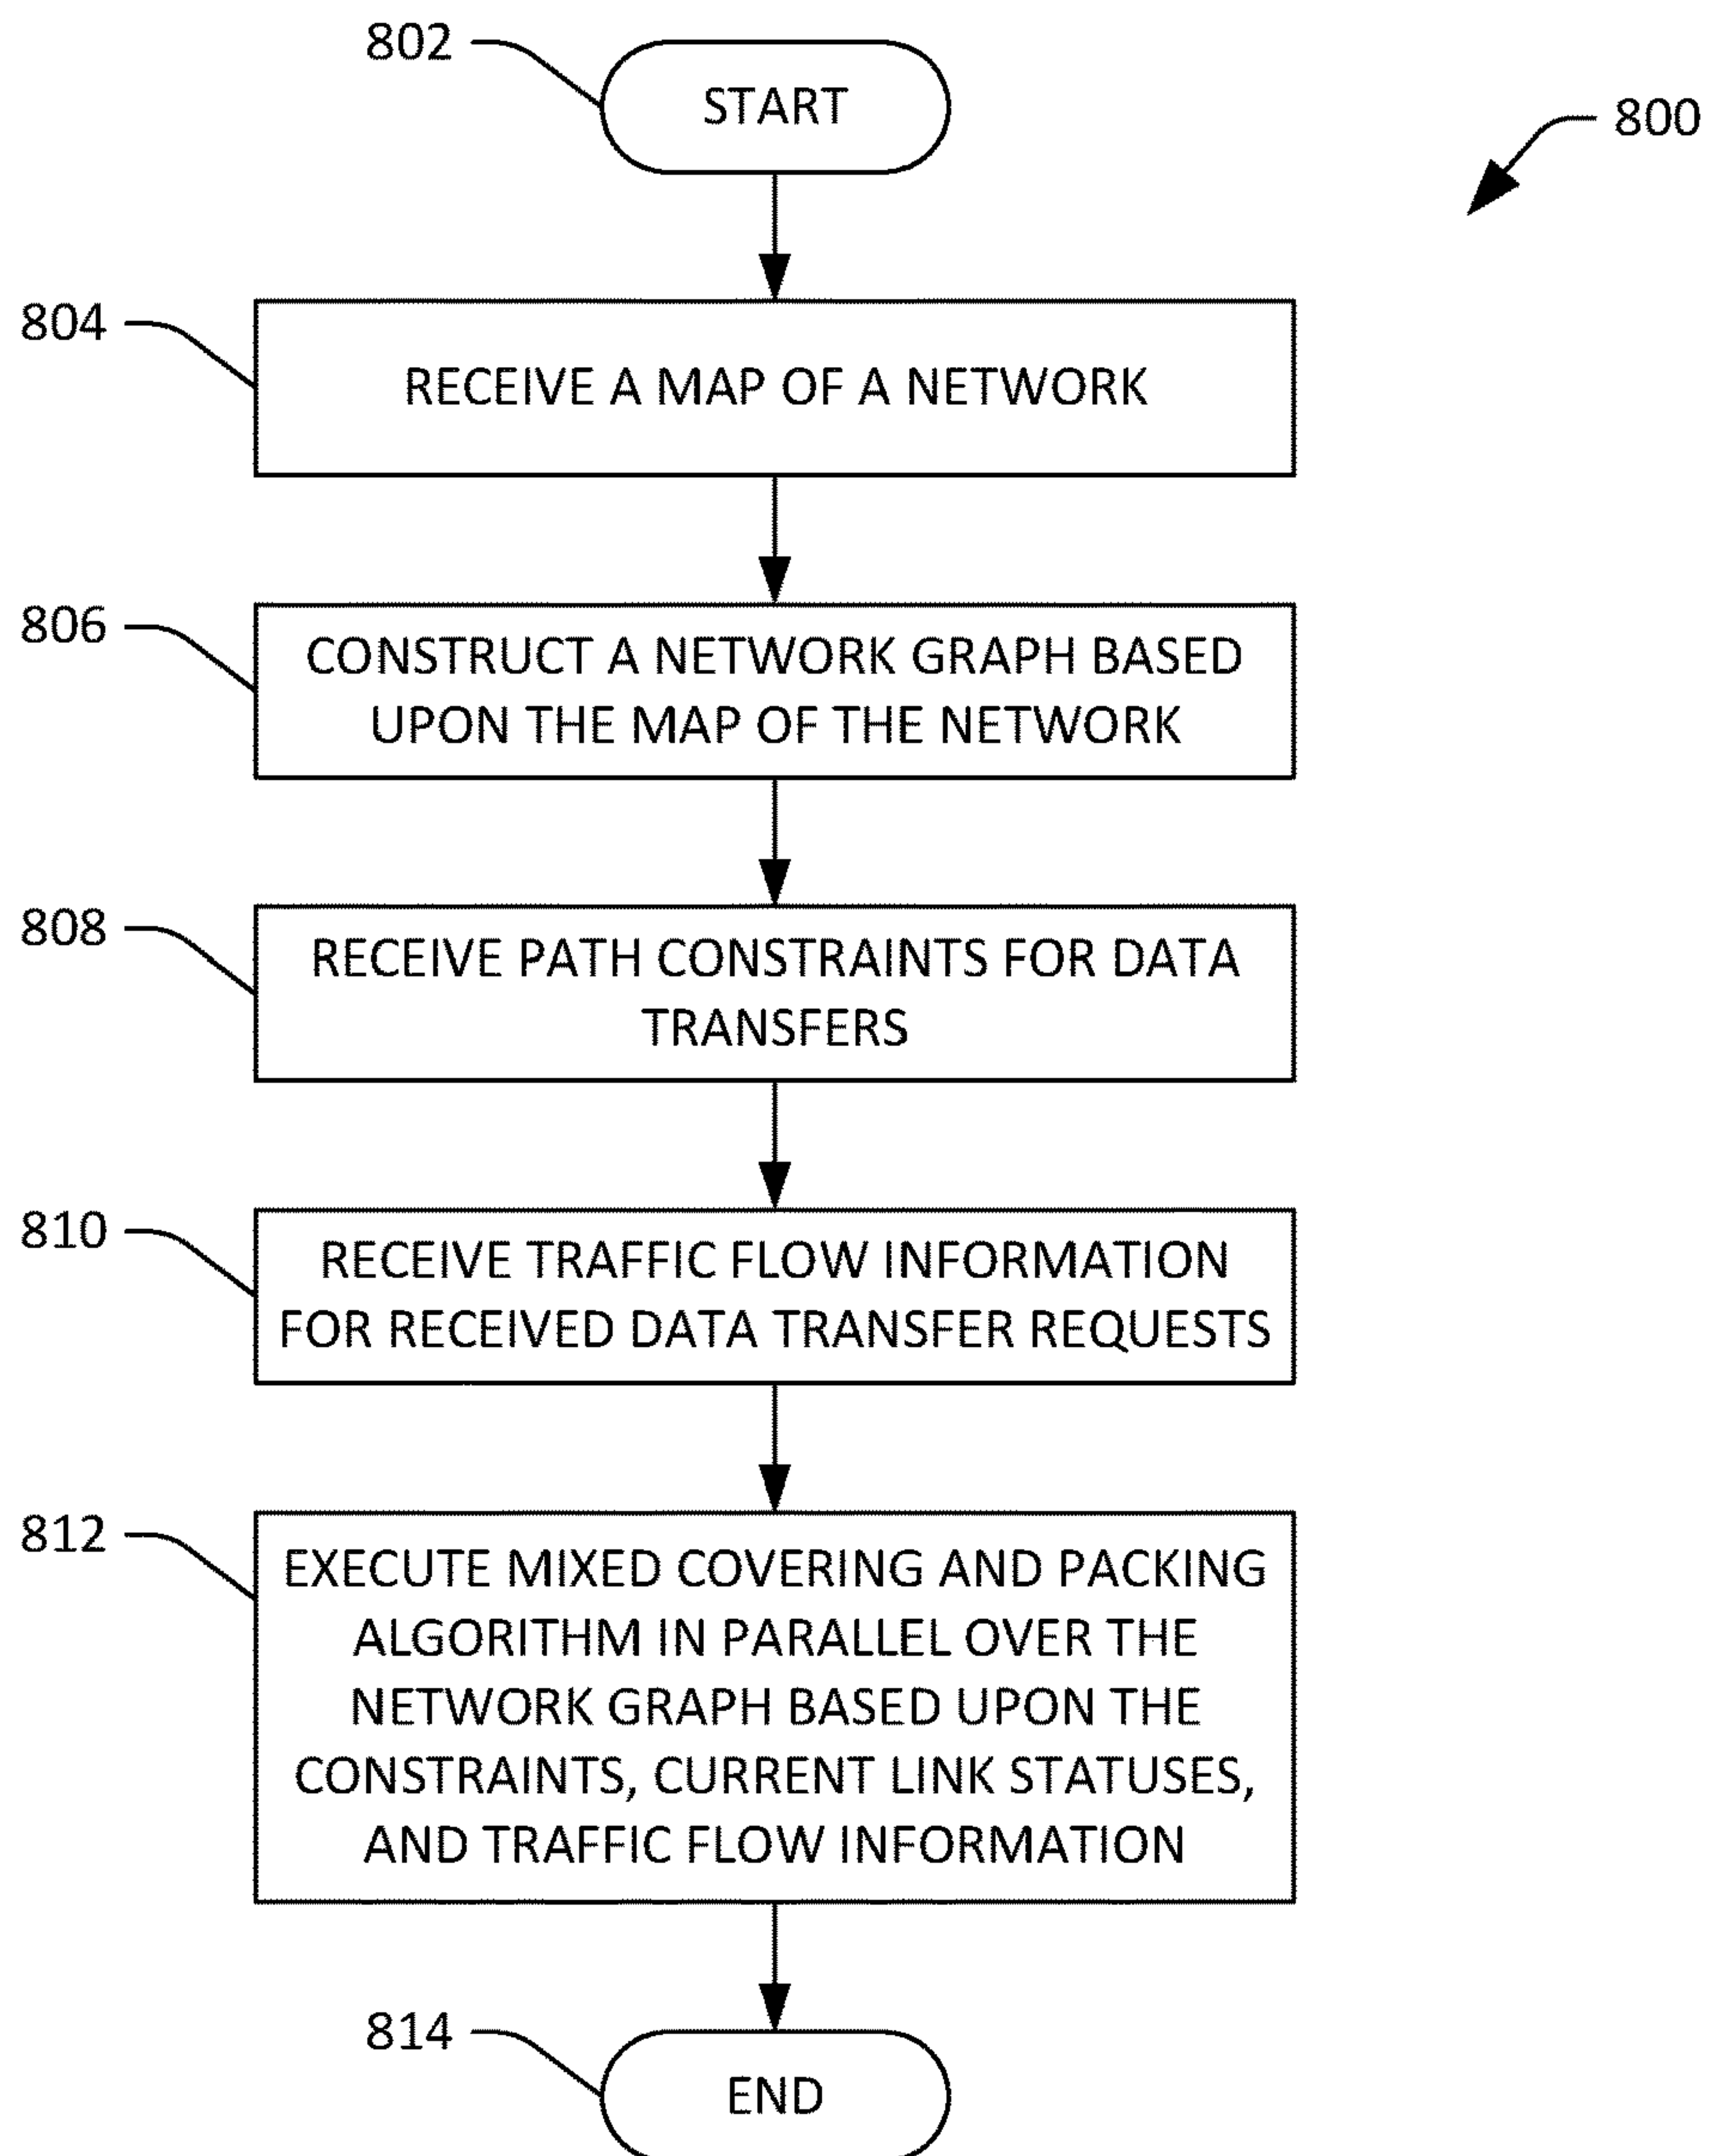 802
START
800
804
RECEIVE A MAP OF A NETWORK
806
CONSTRUCT A NETWORK GRAPH BASED
UPON THE MAP OF THE NETWORK
808
RECEIVE PATH CONSTRAINTS FOR DATA
TRANSFERS
810
RECEIVE TRAFFIC FLOW INFORMATION
FOR RECEIVED DATA TRANSFER REQUESTS
812
EXECUTE MIXED COVERING AND PACKING
ALGORITHM IN PARALLEL OVER THE
NETWORK GRAPH BASED UPON THE
CONSTRAINTS, CURRENT LINK STATUSES,
AND TRAFFIC FLOW INFORMATION
814
END